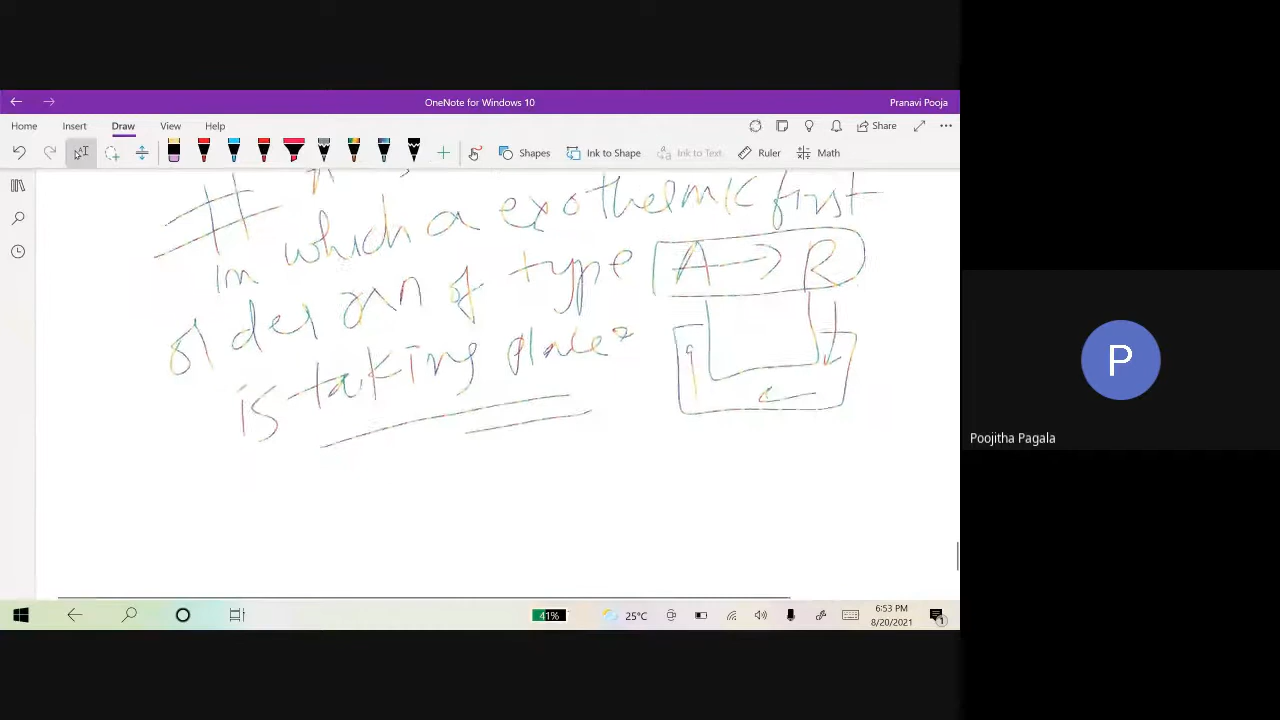 OneNote for Windows 10
Pranavi Pooja
Home Insert Draw View Help
Share
Shapes Ink to Shape Ink to Text Ruler Math
in which a exothermic first
order rxn of type A → R
is taking place
P
Poojitha Pagala
41%
25°C
6:53 PM
8/20/2021
1